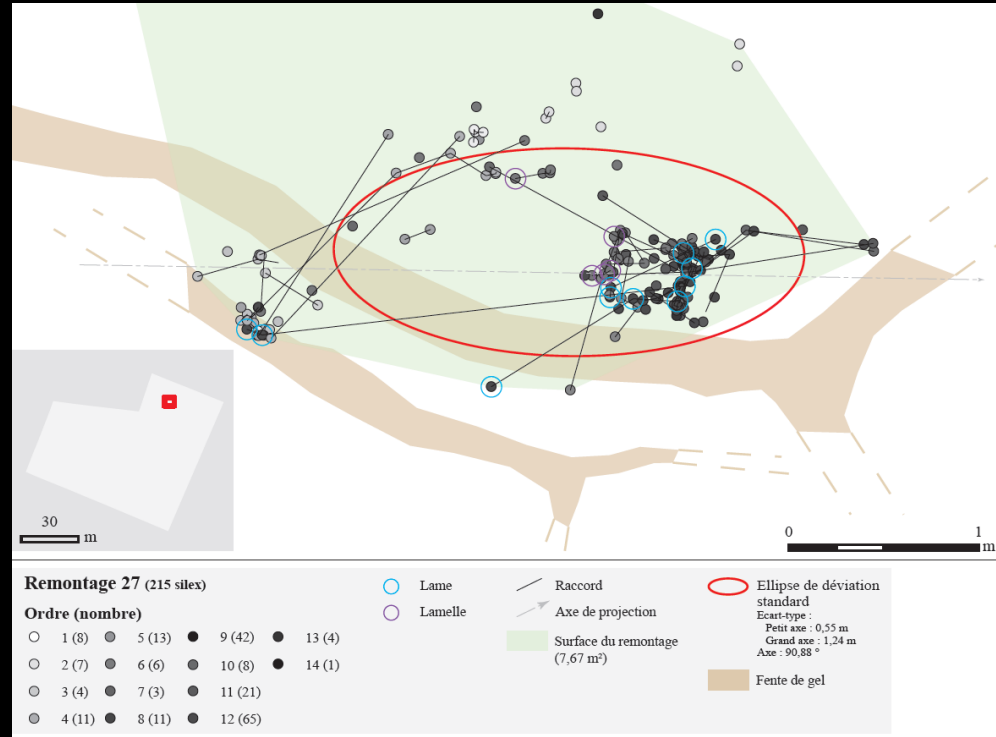 30
m
0 1
m
Remontage 27 (215 silex)
Ordre (nombre)
1 (8) 5 (13) 9 (42) 13 (4)
2 (7) 6 (6) 10 (8) 14 (1)
3 (4) 7 (3) 11 (21)
4 (11) 8 (11) 12 (65)
Lame
Lamelle
Raccord
Axe de projection
Surface du remontage
(7,67 m²)
Ellipse de déviation
standard
Ecart-type :
Petit axe : 0,55 m
Grand axe : 1,24 m
Axe : 90,88 °
Fente de gel